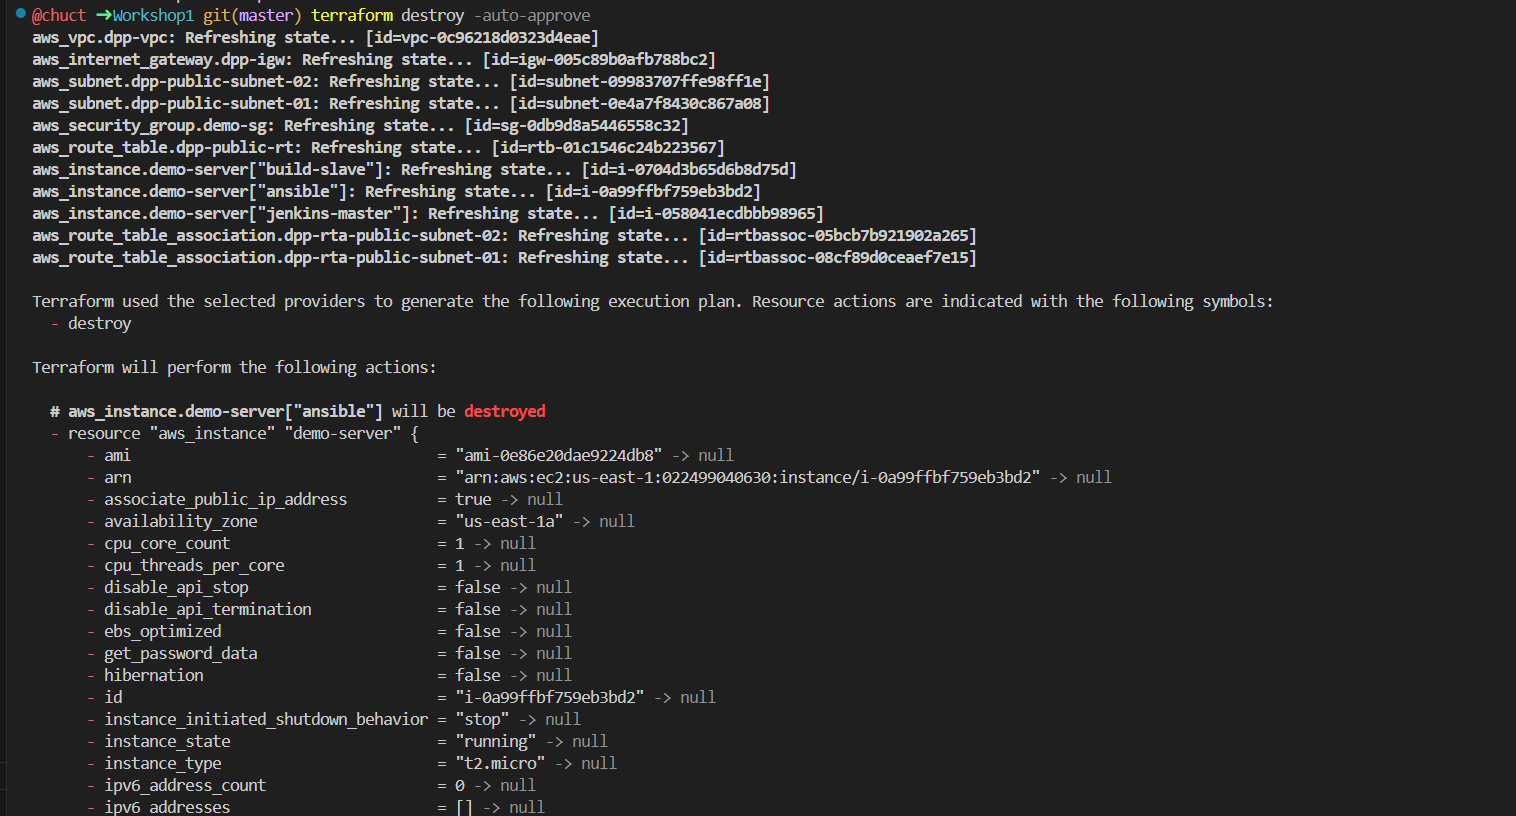 @chuct ➜Workshop1 git(master) terraform destroy -auto-approve
aws_vpc.dpp-vpc: Refreshing state... [id=vpc-0c96218d0323d4eae]
aws_internet_gateway.dpp-igw: Refreshing state... [id=igw-005c89b0afb788bc2]
aws_subnet.dpp-public-subnet-02: Refreshing state... [id=subnet-09983707ffe98ff1e]
aws_subnet.dpp-public-subnet-01: Refreshing state... [id=subnet-0e4a7f8430c867a08]
aws_security_group.demo-sg: Refreshing state... [id=sg-0db9d8a5446558c32]
aws_route_table.dpp-public-rt: Refreshing state... [id=rtb-01c1546c24b223567]
aws_instance.demo-server["build-slave"]: Refreshing state... [id=i-0704d3b65d6b8d75d]
aws_instance.demo-server["ansible"]: Refreshing state... [id=i-0a99ffbf759eb3bd2]
aws_instance.demo-server["jenkins-master"]: Refreshing state... [id=i-058041ecdbbb98965]
aws_route_table_association.dpp-rta-public-subnet-02: Refreshing state... [id=rtbassoc-05bcb7b921902a265]
aws_route_table_association.dpp-rta-public-subnet-01: Refreshing state... [id=rtbassoc-08cf89d0ceaef7e15]
Terraform used the selected providers to generate the following execution plan. Resource actions are indicated with the following symbols:
- destroy
Terraform will perform the following actions:
# aws_instance.demo-server["ansible"] will be destroyed
- resource "aws_instance" "demo-server" {
- ami = "ami-0e86e20dae9224db8" -> null
- arn = "arn:aws:ec2:us-east-1:022499040630:instance/i-0a99ffbf759eb3bd2" -> null
- associate_public_ip_address = true -> null
- availability_zone = "us-east-1a" -> null
- cpu_core_count = 1 -> null
- cpu_threads_per_core = 1 -> null
- disable_api_stop = false -> null
- disable_api_termination = false -> null
- ebs_optimized = false -> null
- get_password_data = false -> null
- hibernation = false -> null
- id = "i-0a99ffbf759eb3bd2" -> null
- instance_initiated_shutdown_behavior = "stop" -> null
- instance_state = "running" -> null
- instance_type = "t2.micro" -> null
- ipv6_address_count = 0 -> null
- ipv6_addresses = [] -> null